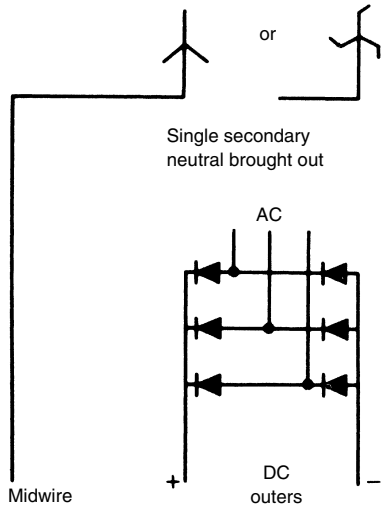 or
Single secondary
neutral brought out
AC
+
−
DC
outers
Midwire